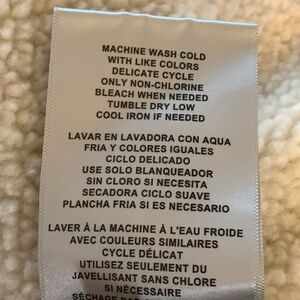 MACHINE WASH COLD
WITH LIKE COLORS
DELICATE CYCLE
ONLY NON-CHLORINE
BLEACH WHEN NEEDED
TUMBLE DRY LOW
COOL IRON IF NEEDED
LAVAR EN LAVADORA CON AQUA
FRIA Y COLORES IGUALES
CICLO DELICADO
USE SOLO BLANQUEADOR
SIN CLORO SI NECESITA
SECADORA CICLO SUAVE
PLANCHA FRIA SI ES NECESARIO
LAVER À LA MACHINE À L'EAU FROIDE
AVEC COULEURS SIMILAIRES
CYCLE DÉLICAT
UTILIZEZ SEULEMENT DU
JAVELLISANT SANS CHLORE
SI NÉCESSAIRE
SÉCHAGE